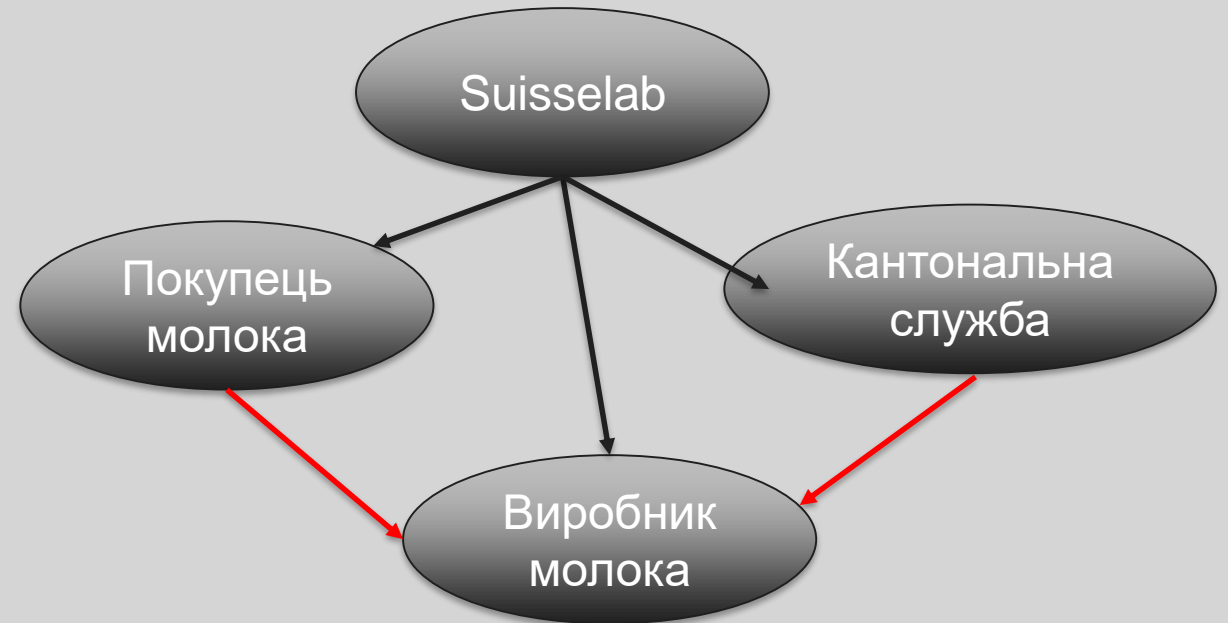 Suisselab
Покупець
молока
Кантональна
служба
Виробник
молока